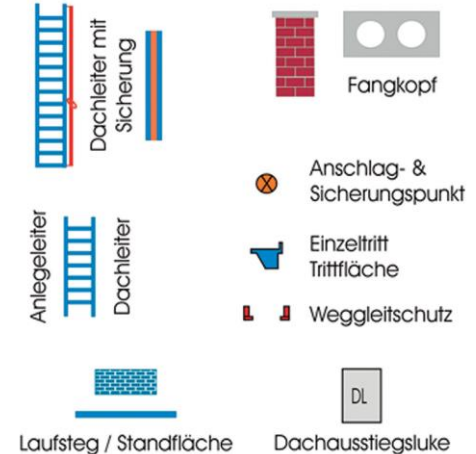 Dachleiter mit
Sicherung
Fangkopf
Anschlag- &
Sicherungspunkt
X
Anlegeleiter
Dachleiter
Einzeltritt
Trittfläche
Weggleitschutz
Laufsteg / Standfläche
DL
Dachausstiegsluke